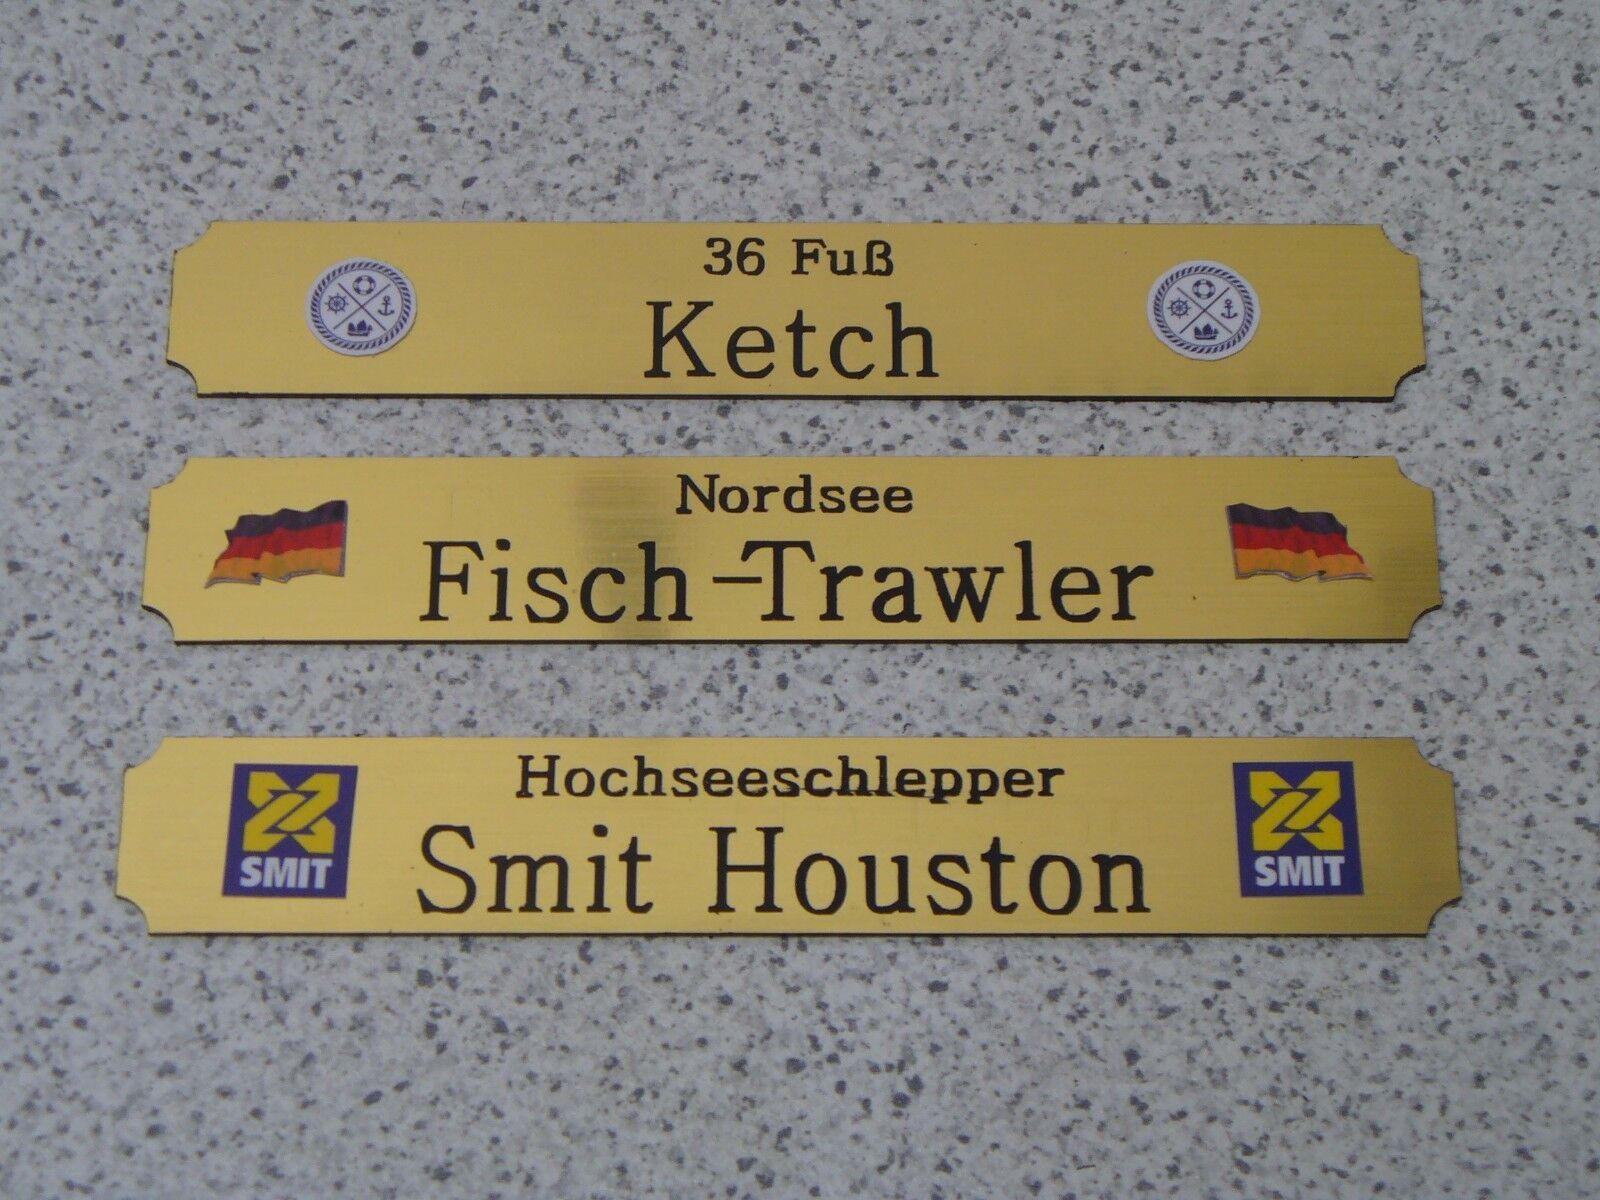 36 Fuß
Ketch
Nordsee
Fisch-Trawler
Hochseeschlepper
SMIT
Smit Houston
SMIT